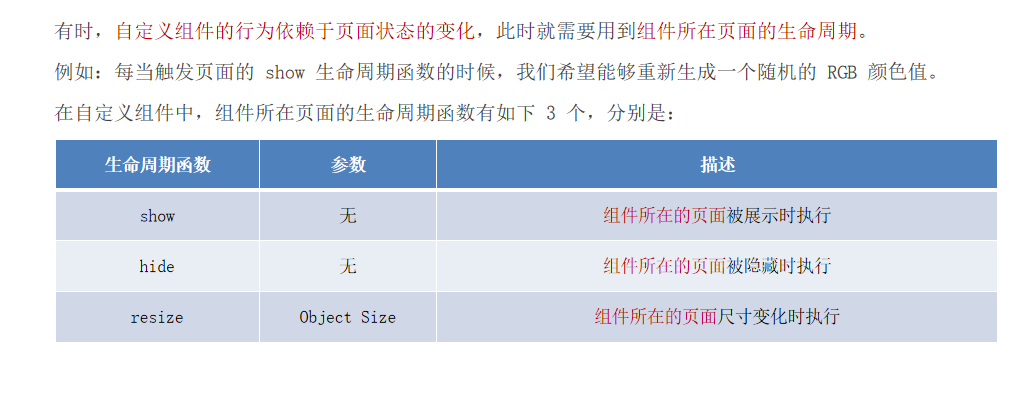 有时，自定义组件的行为依赖于页面状态的变化，此时就需要用到组件所在页面的生命周期。
例如：每当触发页面的 show 生命周期函数的时候，我们希望能够重新生成一个随机的 RGB 颜色值。
在自定义组件中，组件所在页面的生命周期函数有如下 3 个，分别是：
生命周期函数 参数 描述
show 无 组件所在的页面被展示时执行
hide 无 组件所在的页面被隐藏时执行
resize Object Size 组件所在的页面尺寸变化时执行